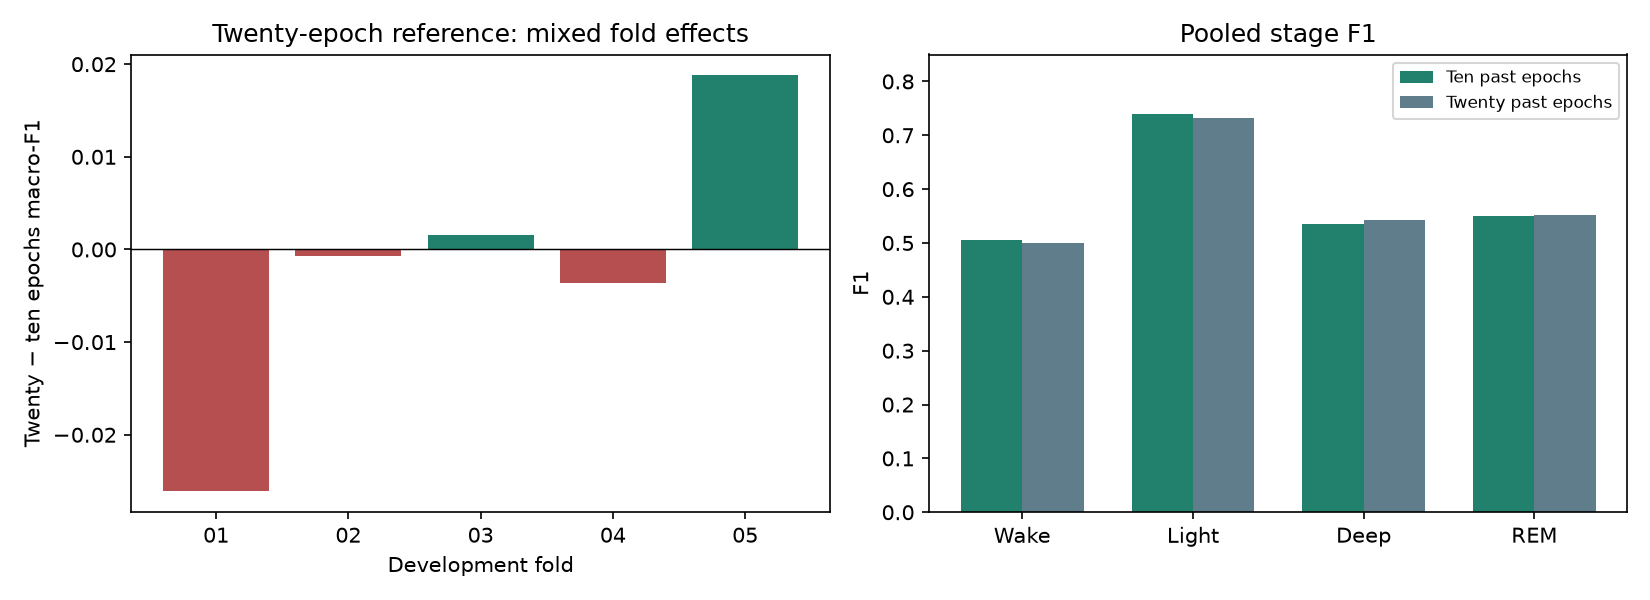 Twenty-epoch reference: mixed fold effects
Twenty − ten epochs macro-F1
0.02
0.01
0.00
−0.01
−0.02
01 02 03 04 05
Development fold
Pooled stage F1
Ten past epochs
Twenty past epochs
F1
0.8
0.7
0.6
0.5
0.4
0.3
0.2
0.1
0.0
Wake Light Deep REM